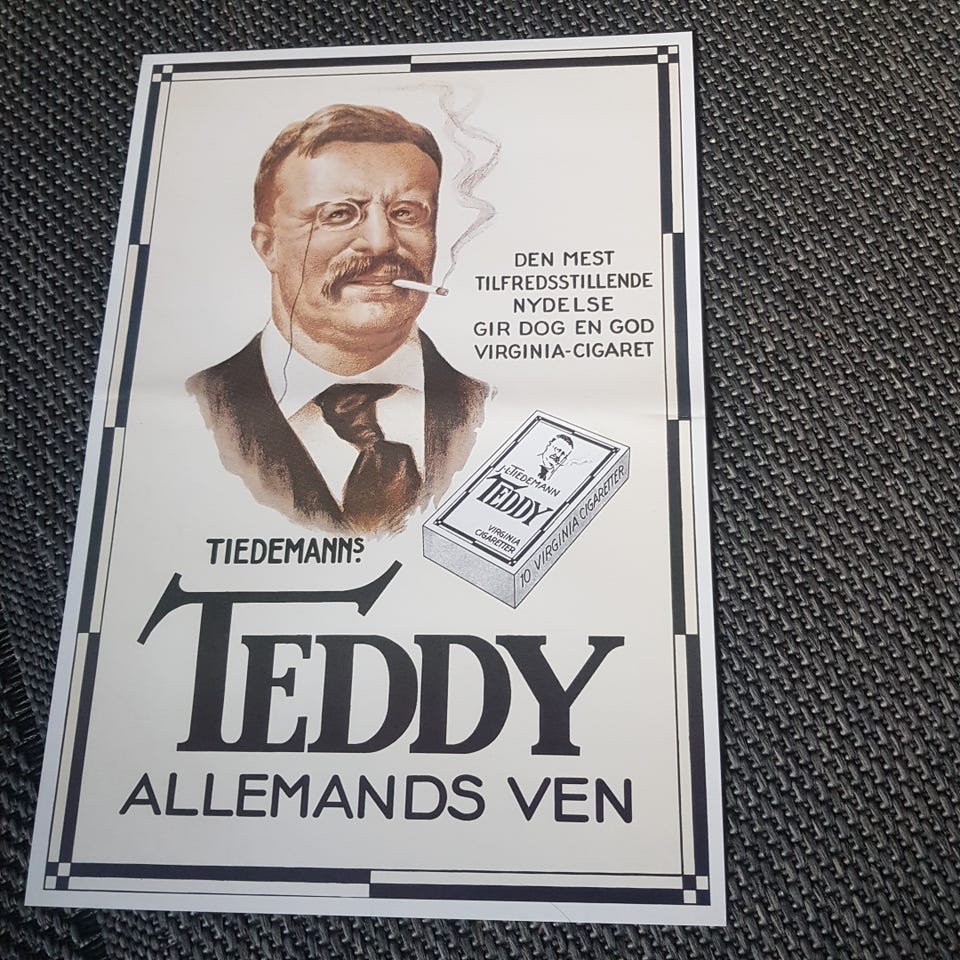 DEN MEST
TILFREDSSTILLENDE
NYDELSE
GIR DOG EN GOD
VIRGINIA-CIGARET
J.L.TIEDEMANN
TEDDY
VIRGINIA
CIGARETTER
10 VIRGINIA CIGARETTER
TIEDEMANNS.
TEDDY
ALLEMANDS VEN